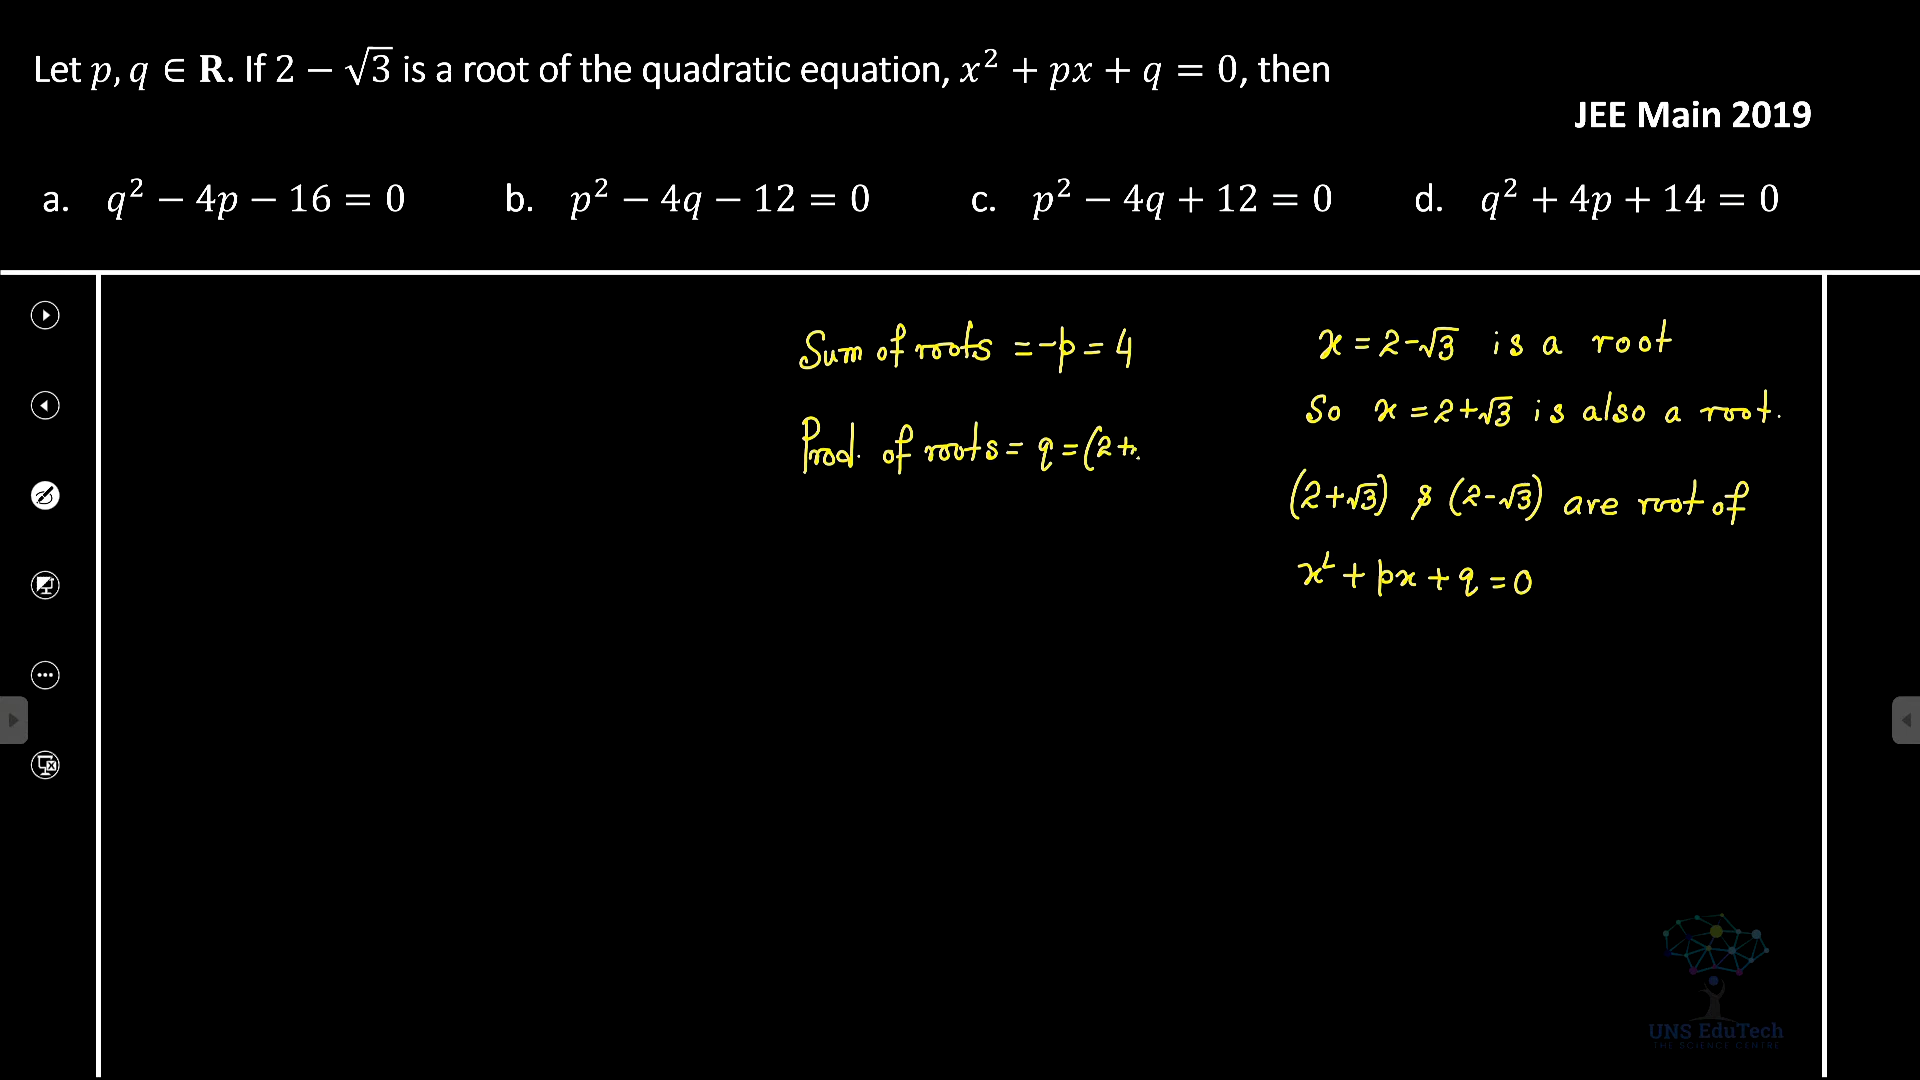 Let p, q ∈ R. If 2 − √3 is a root of the quadratic equation, x² + px + q = 0, then
JEE Main 2019
a. q² − 4p − 16 = 0 b. p² − 4q − 12 = 0 c. p² − 4q + 12 = 0 d. q² + 4p + 14 = 0
Sum of roots = -p = 4
Prod. of roots = q = (2+
x = 2-√3 is a root
So x = 2+√3 is also a root.
(2+√3) & (2-√3) are root of
x² + px + q = 0
UNS EduTech
THE SCIENCE CENTRE